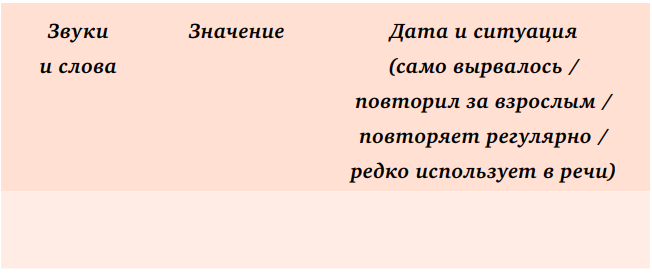 Звуки
и слова
Значение
Дата и ситуация
(само вырвалось /
повторил за взрослым /
повторяет регулярно /
редко использует в речи)